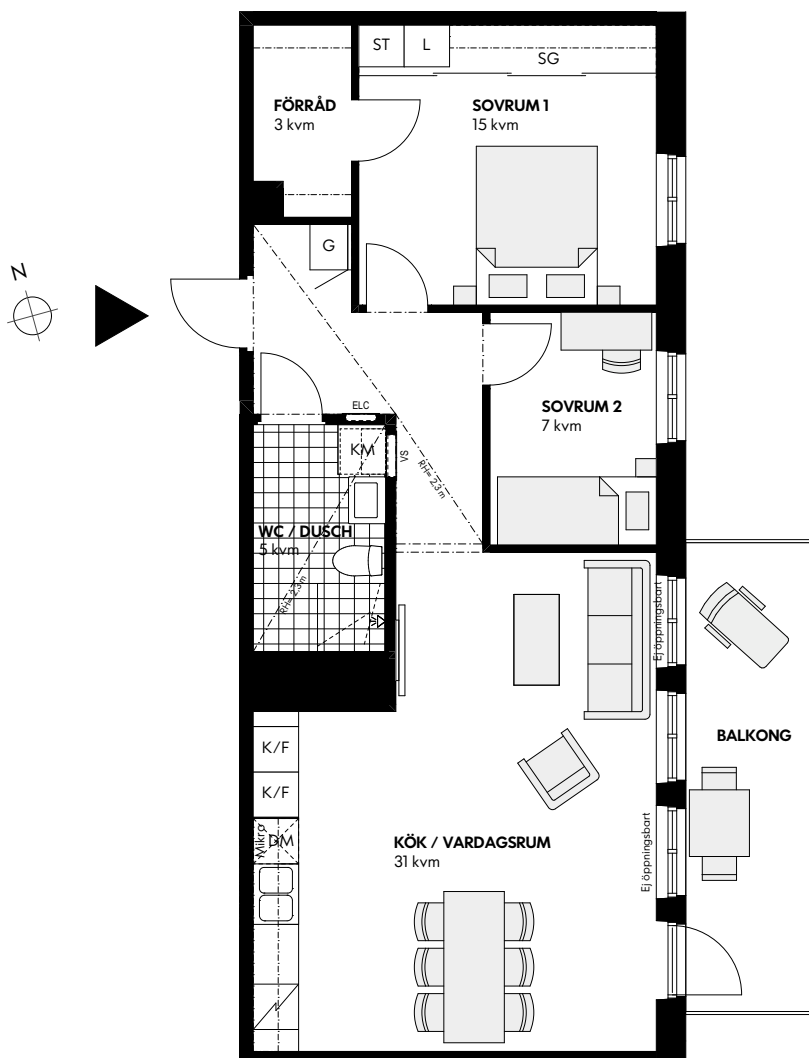 ST
L
SG
FÖRRÅD
3 kvm
SOVRUM 1
15 kvm
G
N
SOVRUM 2
7 kvm
ELC
KM
VS
RH= 2,3 m
WC / DUSCH
5 kvm
RH= 2,3 m
Ej öppningsbart
BALKONG
K/F
K/F
Mikro
DM
KÖK / VARDAGSRUM
31 kvm
Ej öppningsbart